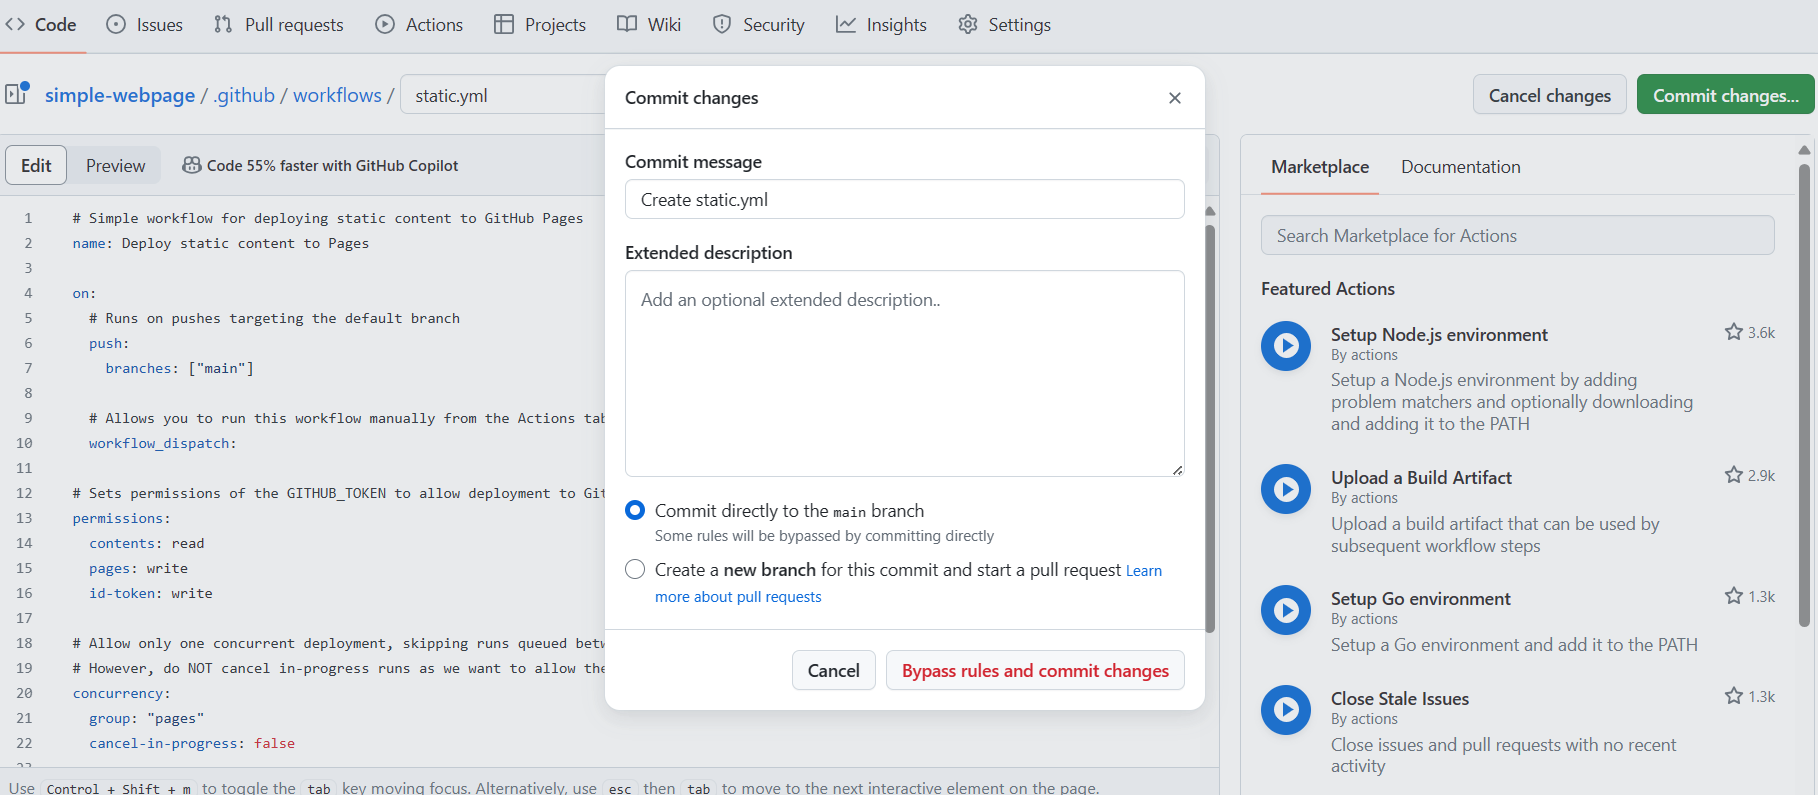 Code Issues Pull requests Actions Projects Wiki Security Insights Settings
simple-webpage / .github / workflows / static.yml
Cancel changes Commit changes...
Edit Preview Code 55% faster with GitHub Copilot
1 # Simple workflow for deploying static content to GitHub Pages
2 name: Deploy static content to Pages
3
4 on:
5 # Runs on pushes targeting the default branch
6 push:
7 branches: ["main"]
8
9 # Allows you to run this workflow manually from the Actions tab
10 workflow_dispatch:
11
12 # Sets permissions of the GITHUB_TOKEN to allow deployment to Git
13 permissions:
14 contents: read
15 pages: write
16 id-token: write
17
18 # Allow only one concurrent deployment, skipping runs queued betw
19 # However, do NOT cancel in-progress runs as we want to allow the
20 concurrency:
21 group: "pages"
22 cancel-in-progress: false
Use Control + Shift + m to toggle the tab key moving focus. Alternatively, use esc then tab to move to the next interactive element on the page.
Commit changes
Commit message
Create static.yml
Extended description
Add an optional extended description..
Commit directly to the main branch
Some rules will be bypassed by committing directly
Create a new branch for this commit and start a pull request Learn
more about pull requests
Cancel Bypass rules and commit changes
Marketplace Documentation
Search Marketplace for Actions
Featured Actions
Setup Node.js environment 3.6k
By actions
Setup a Node.js environment by adding
problem matchers and optionally downloading
and adding it to the PATH
Upload a Build Artifact 2.9k
By actions
Upload a build artifact that can be used by
subsequent workflow steps
Setup Go environment 1.3k
By actions
Setup a Go environment and add it to the PATH
Close Stale Issues 1.3k
By actions
Close issues and pull requests with no recent
activity